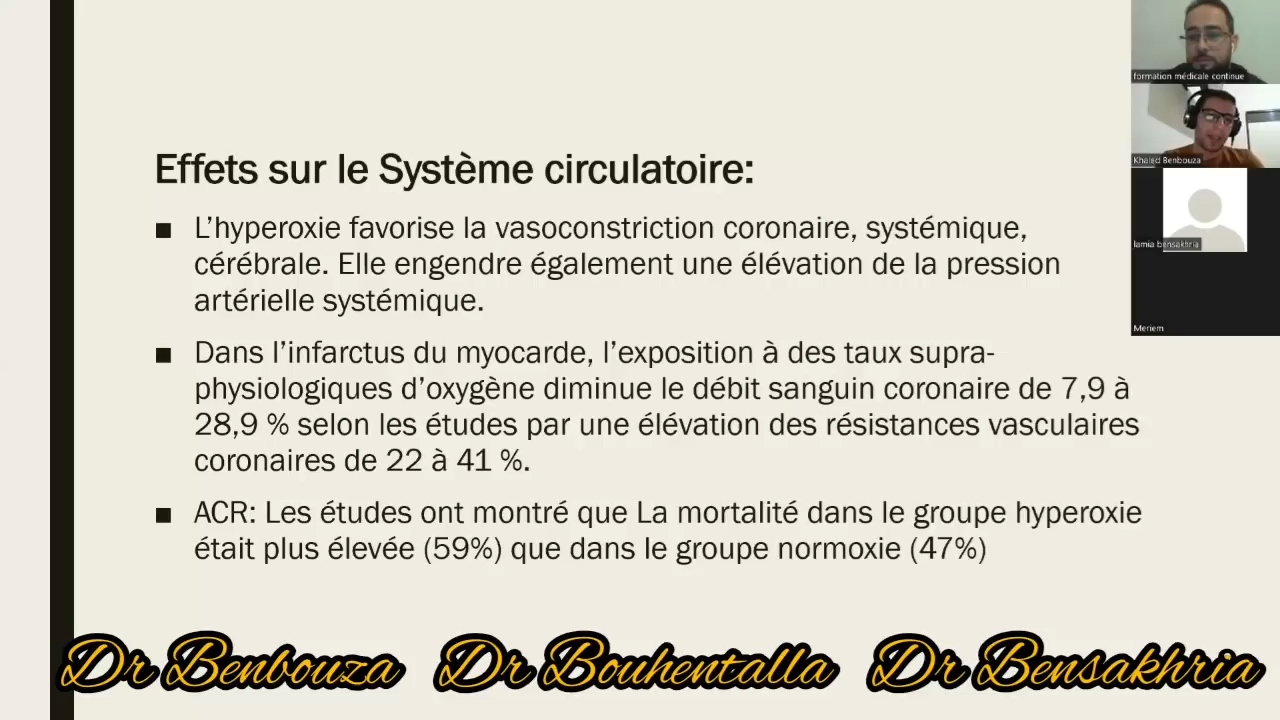 Effets sur le Système circulatoire:
■ L’hyperoxie favorise la vasoconstriction coronaire, systémique,
cérébrale. Elle engendre également une élévation de la pression
artérielle systémique.
■ Dans l’infarctus du myocarde, l’exposition à des taux supra-
physiologiques d’oxygène diminue le débit sanguin coronaire de 7,9 à
28,9 % selon les études par une élévation des résistances vasculaires
coronaires de 22 à 41 %.
■ ACR: Les études ont montré que La mortalité dans le groupe hyperoxie
était plus élevée (59%) que dans le groupe normoxie (47%)
formation médicale continue
Khaled Benbouza
lamia bensakhria
Meriem
Dr Benbouza Dr Bouhentalla Dr Bensakhria